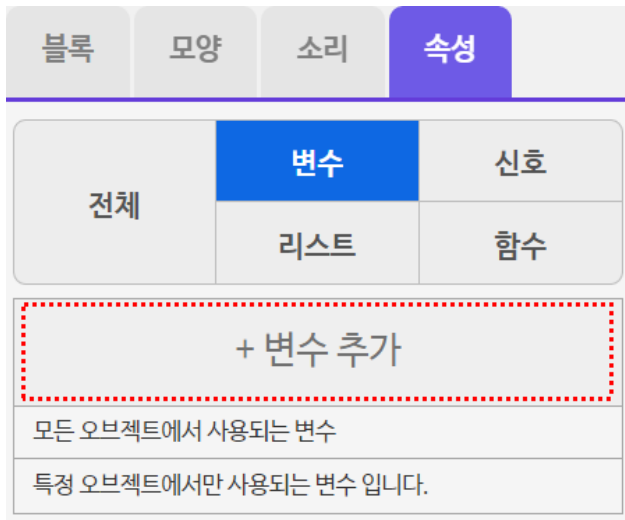 블록 모양 소리 속성
전체 변수 신호
리스트 함수
+ 변수 추가
모든 오브젝트에서 사용되는 변수
특정 오브젝트에서만 사용되는 변수 입니다.